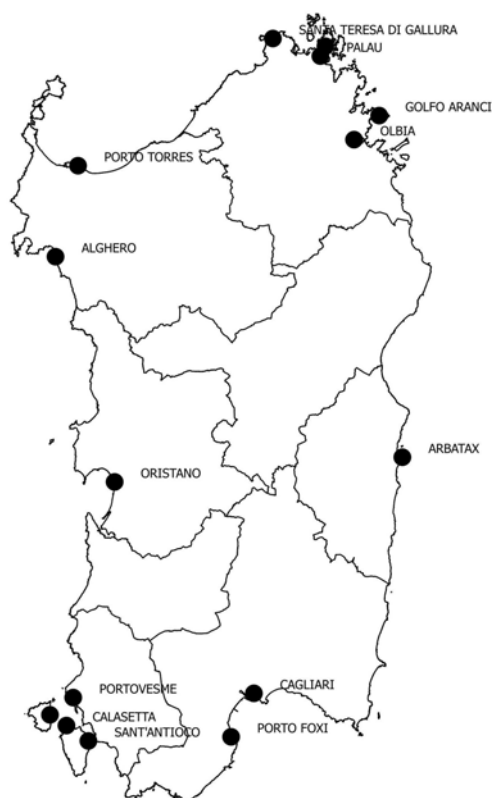 SANTA TERESA DI GALLURA
PALAU
GOLFO ARANCI
OLBIA
PORTO TORRES
ALGHERO
ARBATAX
ORISTANO
PORTOVESME
CAGLIARI
CALASETTA
SANT'ANTIOCO
PORTO FOXI